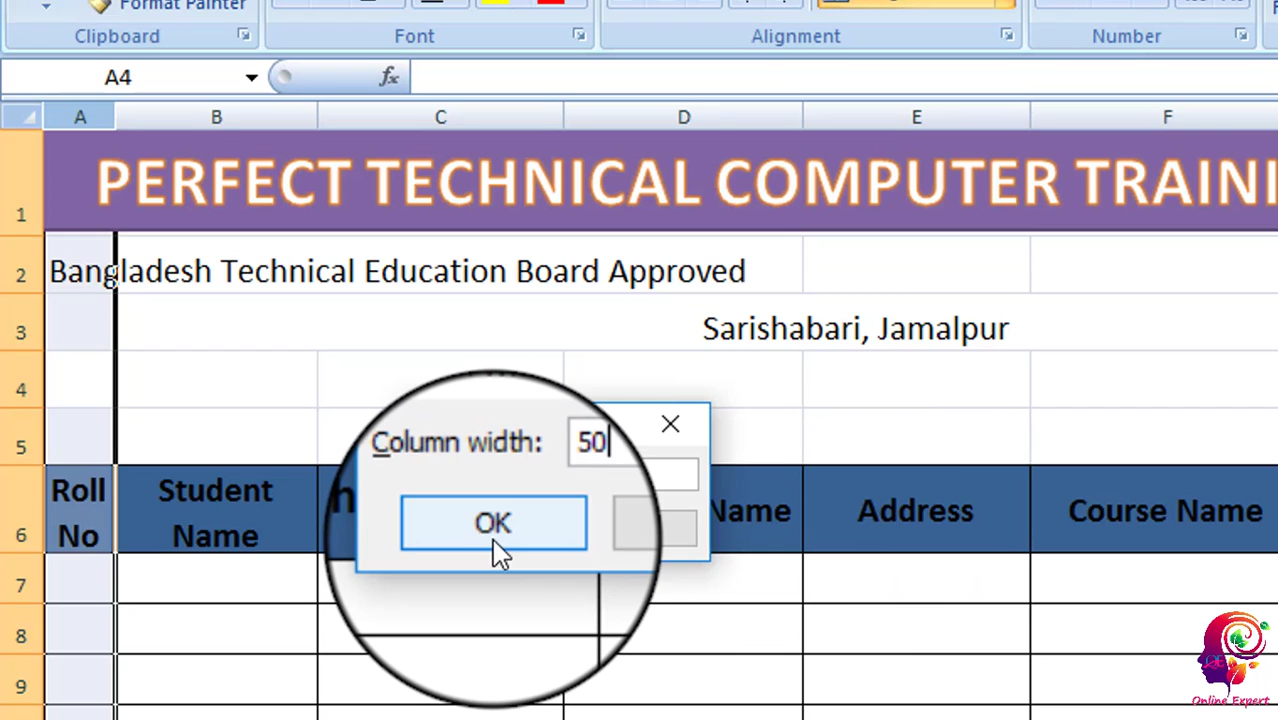 Format Painter
Clipboard Font Alignment Number
A4 fx
A B C D E F
1 PERFECT TECHNICAL COMPUTER TRAINI
2 Bangladesh Technical Education Board Approved
3 Sarishabari, Jamalpur
4
Column width: 50
5
OK
Roll No Student Name Name Address Course Name
6
7
8
9
Online Expert